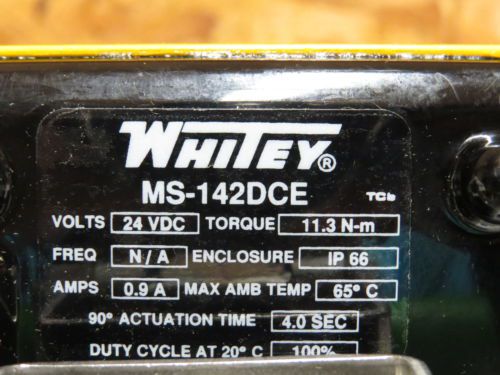 WHITEY®
MS-142DCE TCb
VOLTS 24 VDC TORQUE 11.3 N-m
FREQ N/A ENCLOSURE IP 66
AMPS 0.9 A MAX AMB TEMP 65° C
90° ACTUATION TIME 4.0 SEC
DUTY CYCLE AT 20° C 100%